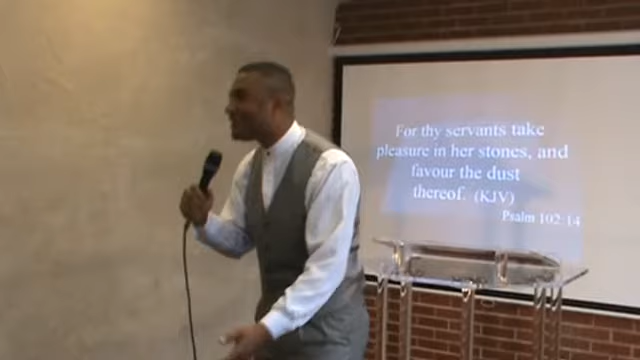 For thy servants take
pleasure in her stones, and
favour the dust
thereof. (KJV)
Psalm 102:14